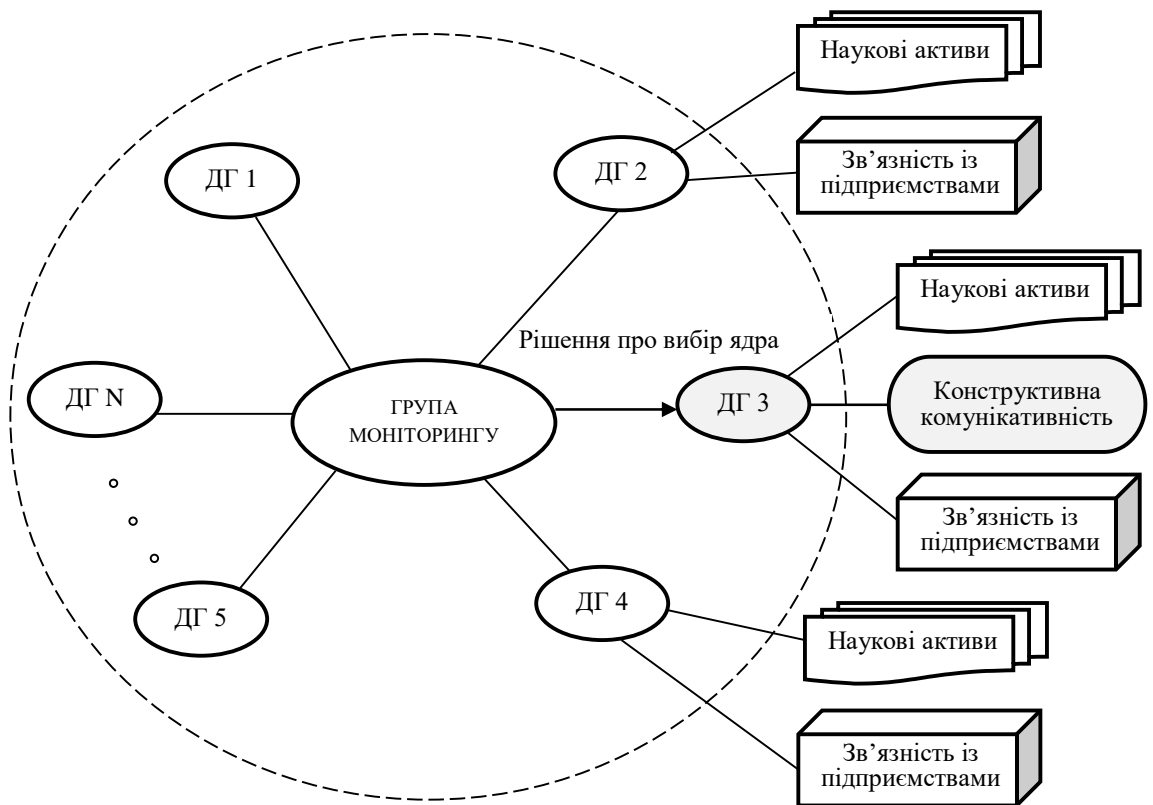 Наукові активи
Зв’язність із
підприємствами
ДГ 1
ДГ 2
Наукові активи
Рішення про вибір ядра
ДГ N
ГРУПА
МОНІТОРИНГУ
ДГ 3
Конструктивна
комунікативність
Зв’язність із
підприємствами
ДГ 5
ДГ 4
Наукові активи
Зв’язність із
підприємствами